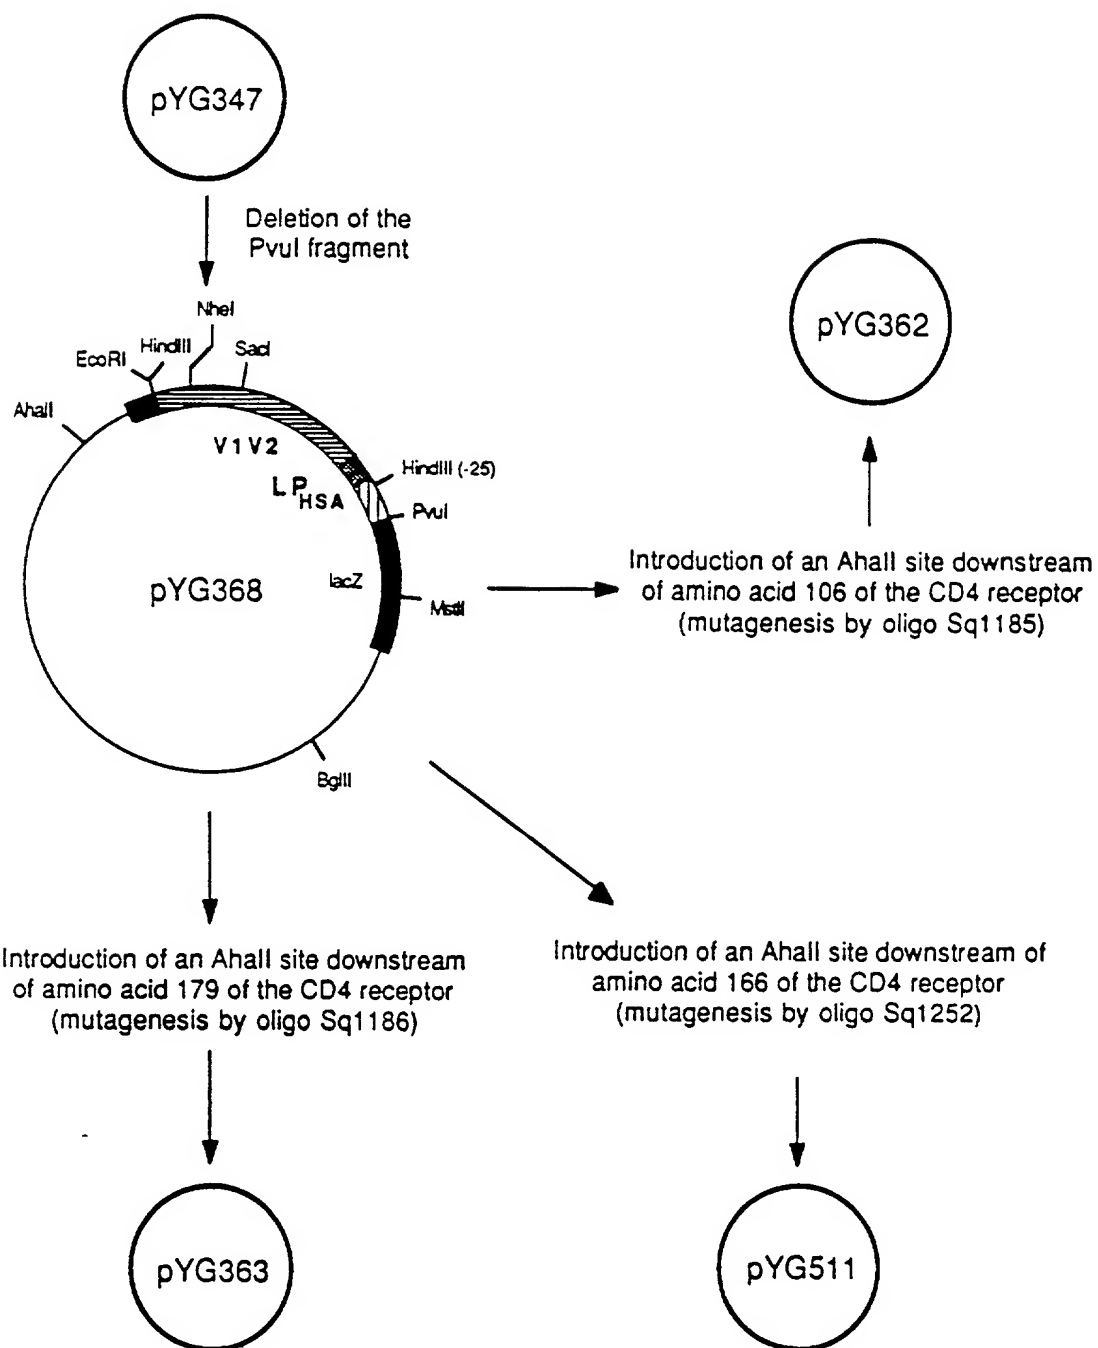 pYG347
Deletion of the
PvuI fragment
NheI
HindIII
SacI
EcoRI
AhaII
V1V2
HindIII (-25)
LP HSA
PvuI
pYG368
lacZ
MstII
BglII
pYG362
Introduction of an AhaII site downstream
of amino acid 106 of the CD4 receptor
(mutagenesis by oligo Sq1185)
Introduction of an AhaII site downstream
of amino acid 179 of the CD4 receptor
(mutagenesis by oligo Sq1186)
Introduction of an AhaII site downstream of
amino acid 166 of the CD4 receptor
(mutagenesis by oligo Sq1252)
pYG363
pYG511